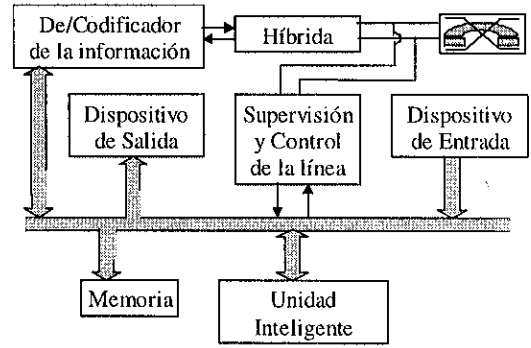 De/Codificador
de la información
Híbrida
Dispositivo
de Salida
Supervisión
y Control
de la línea
Dispositivo
de Entrada
Memoria
Unidad
Inteligente